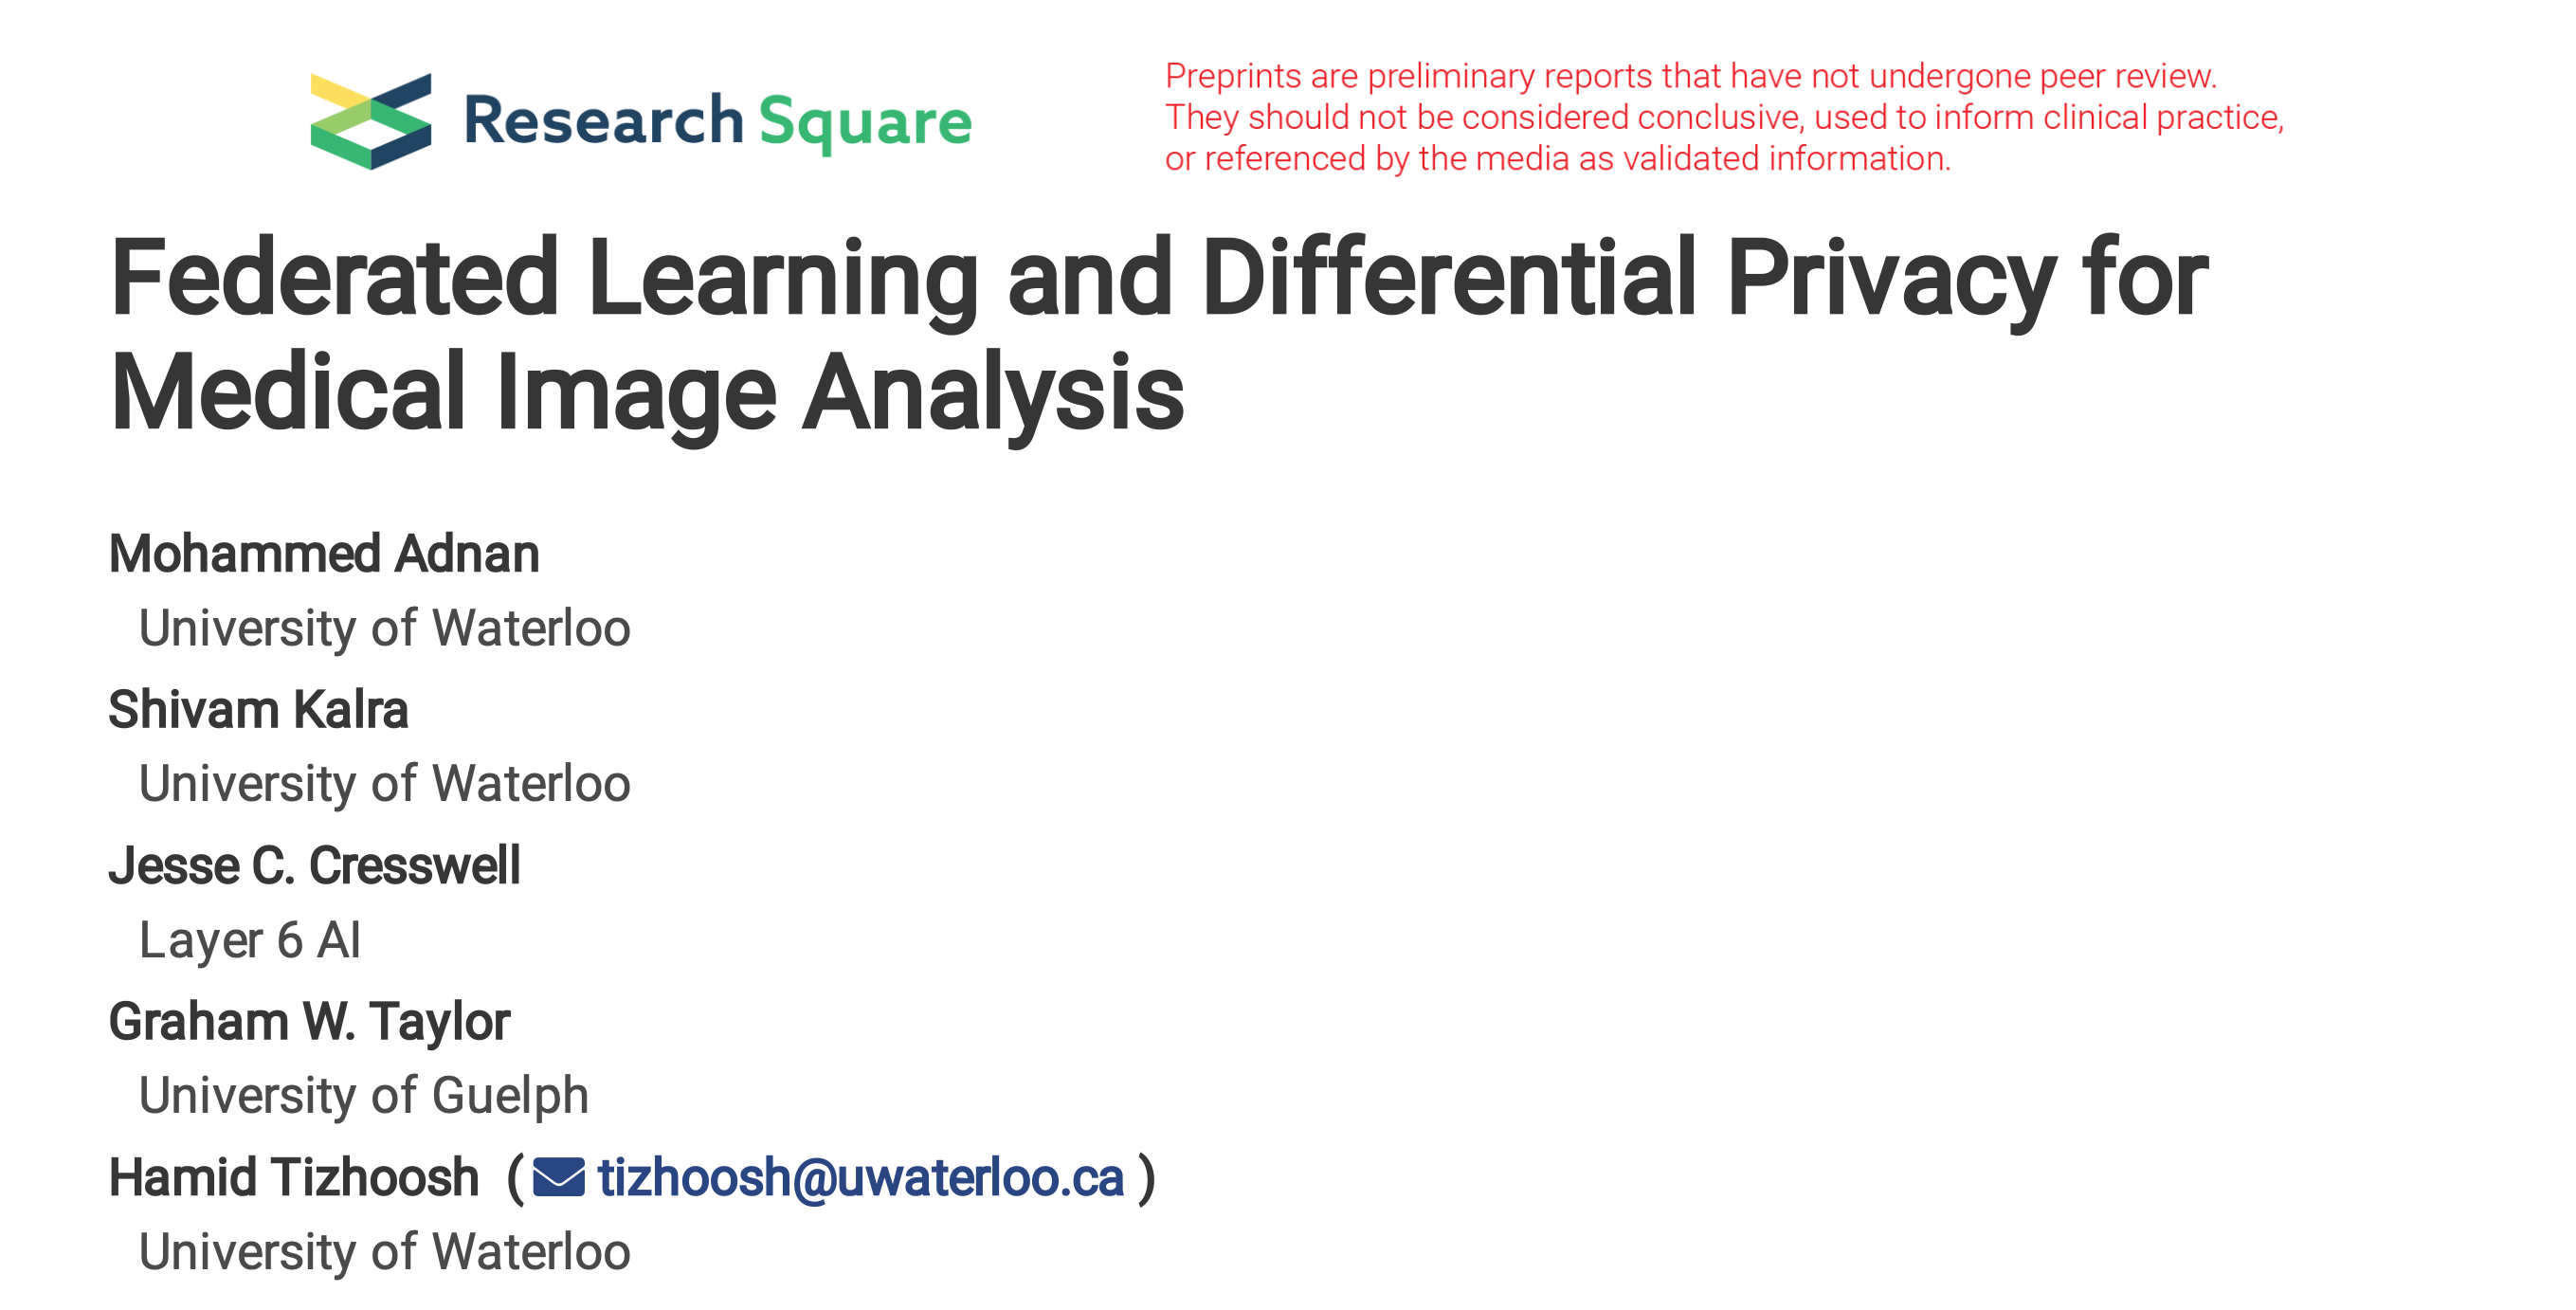 Research Square
Preprints are preliminary reports that have not undergone peer review.
They should not be considered conclusive, used to inform clinical practice,
or referenced by the media as validated information.
Federated Learning and Differential Privacy for
Medical Image Analysis
Mohammed Adnan
University of Waterloo
Shivam Kalra
University of Waterloo
Jesse C. Cresswell
Layer 6 AI
Graham W. Taylor
University of Guelph
Hamid Tizhoosh ( tizhoosh@uwaterloo.ca )
University of Waterloo